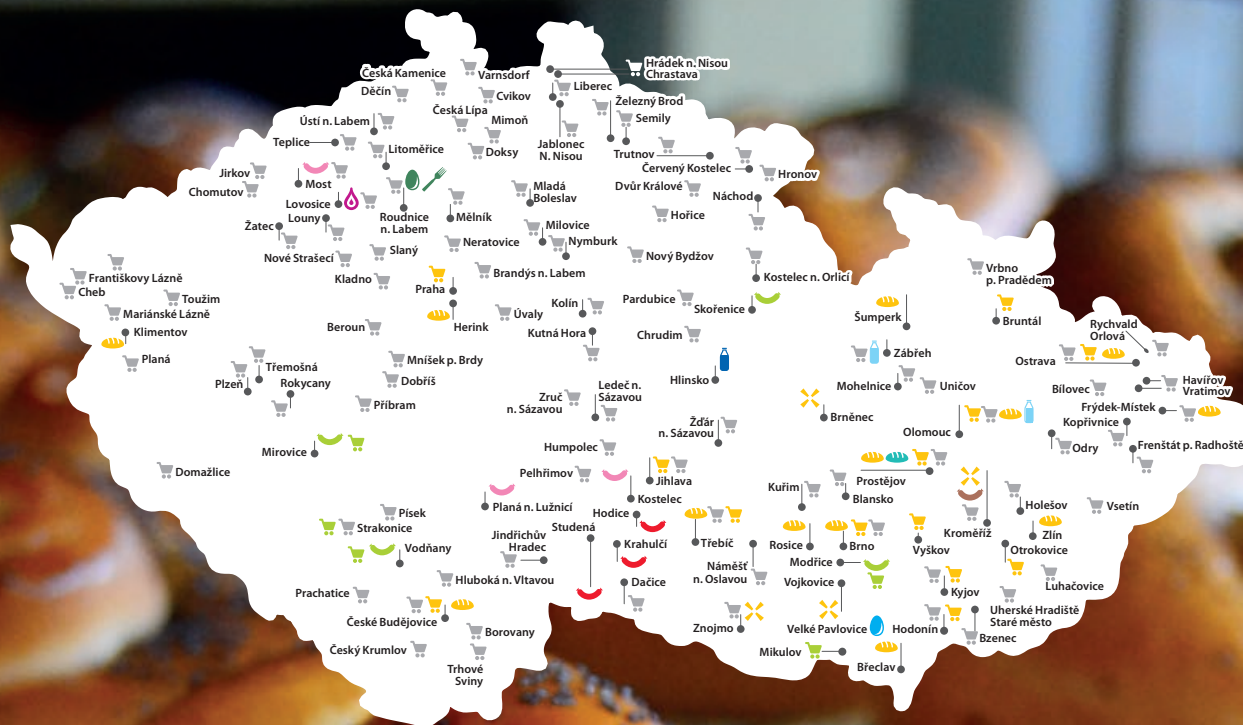 Hrádek n. Nisou
Chrastava
Česká Kamenice
Varnsdorf
Děčín
Cvikov
Liberec
Železný Brod
Česká Lípa
Semily
Ústí n. Labem
Mimoň
Teplice
Litoměřice
Doksy
Jablonec
N. Nisou
Trutnov
Červený Kostelec
Hronov
Jirkov
Chomutov
Most
Lovosice
Louny
Žatec
Roudnice
n. Labem
Mělník
Mladá
Boleslav
Dvůr Králové
Náchod
Hořice
Milovice
Nymburk
Nové Strašecí
Slaný
Neratovice
Nový Bydžov
Kladno
Brandýs n. Labem
Kostelec n. Orlicí
Praha
Františkovy Lázně
Cheb
Toužim
Mariánské Lázně
Klimentov
Planá
Beroun
Herink
Úvaly
Kolín
Kutná Hora
Pardubice
Skořenice
Chrudim
Vrbno
p. Pradědem
Šumperk
Bruntál
Rychvald
Orlová
Ostrava
Zábřeh
Mohelnice
Uničov
Bílovec
Havířov
Vratimov
Frýdek-Místek
Kopřivnice
Třemošná
Plzeň
Rokycany
Mníšek p. Brdy
Dobříš
Příbram
Hlinsko
Zruč
n. Sázavou
Ledeč n.
Sázavou
Brněnec
Olomouc
Odry
Frenštát p. Radhoště
Žďár
n. Sázavou
Mirovice
Domažlice
Humpolec
Pelhřimov
Jihlava
Kostelec
Prostějov
Blansko
Kuřim
Planá n. Lužnicí
Hodice
Holešov
Vsetín
Kroměříž
Zlín
Písek
Strakonice
Vodňany
Studená
Jindřichův
Hradec
Krahulčí
Třebíč
Rosice
Brno
Vyškov
Otrokovice
Modřice
Náměšť
n. Oslavou
Dačice
Vojkovice
Kyjov
Luhačovice
Hluboká n. Vltavou
Prachatice
České Budějovice
Borovany
Český Krumlov
Trhové
Sviny
Znojmo
Velké Pavlovice
Hodonín
Uherské Hradiště
Staré město
Bzenec
Mikulov
Břeclav